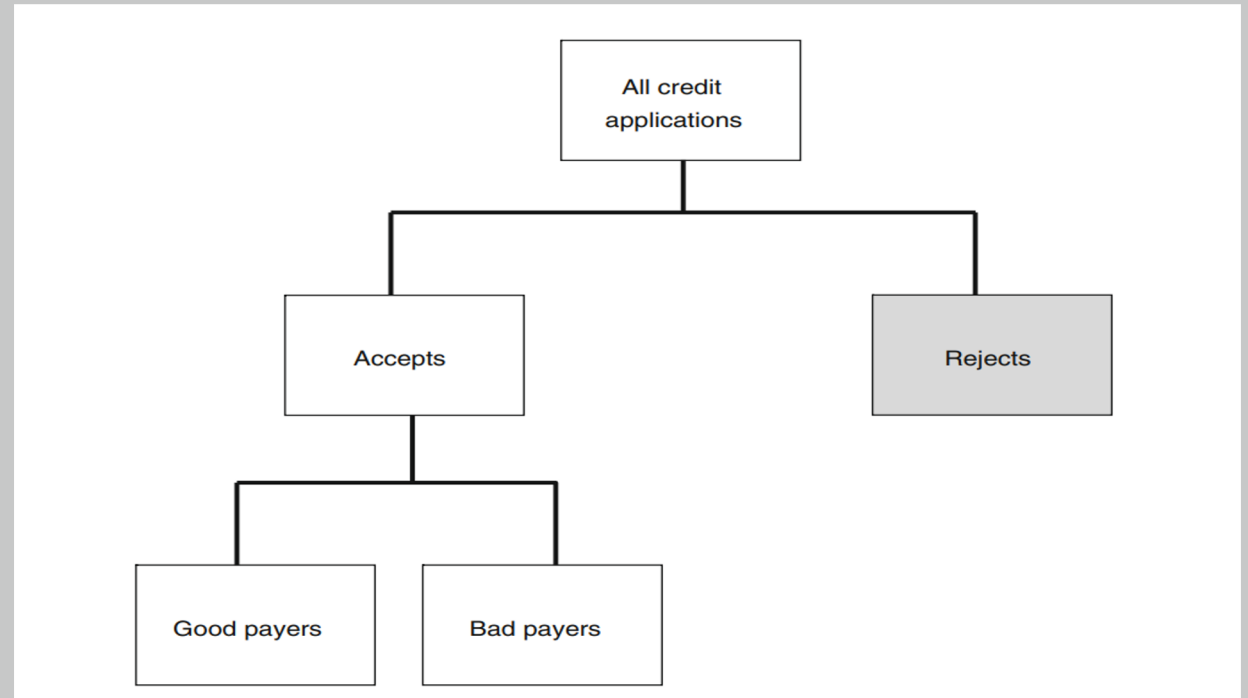 All credit
applications
Accepts
Rejects
Good payers
Bad payers